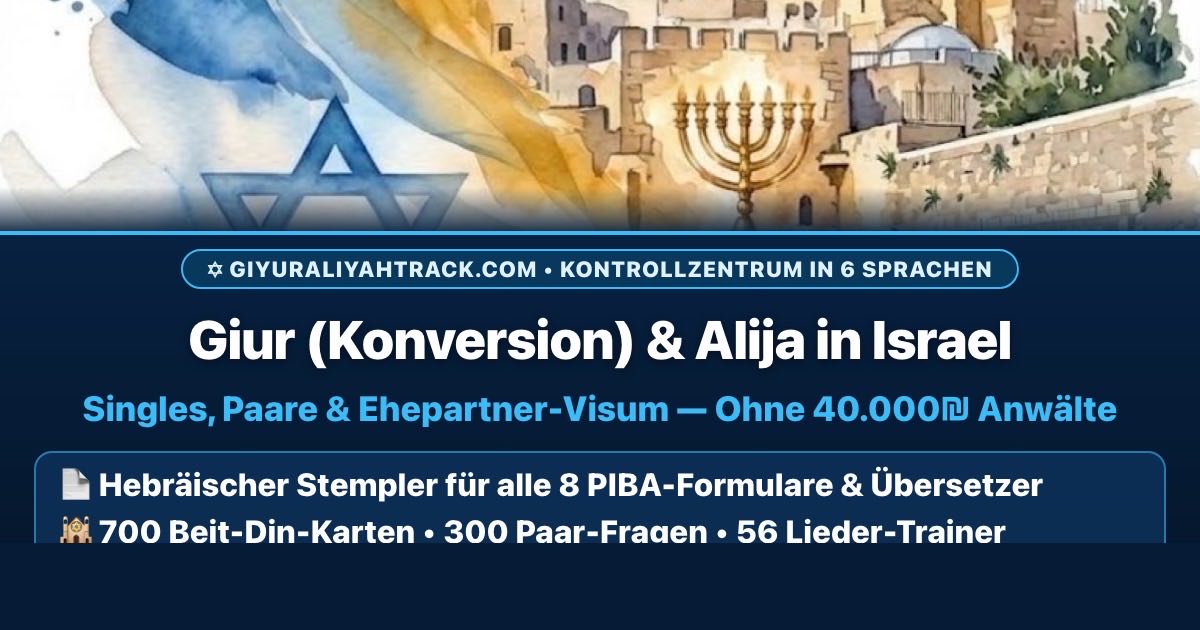 ✡ GIYURALIYAHTRACK.COM • KONTROLLZENTRUM IN 6 SPRACHEN
Giur (Konversion) & Alija in Israel
Singles, Paare & Ehepartner-Visum — Ohne 40.000₪ Anwälte
Hebräischer Stempler für alle 8 PIBA-Formulare & Übersetzer
700 Beit-Din-Karten • 300 Paar-Fragen • 56 Lieder-Trainer